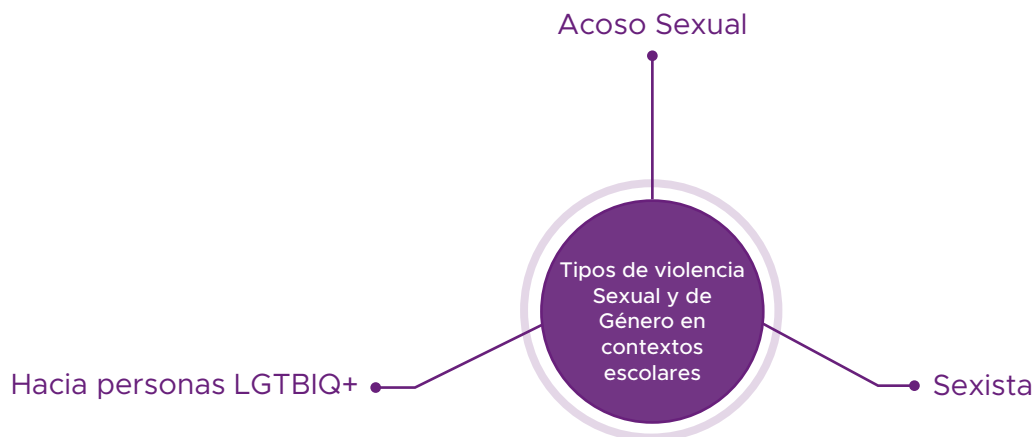 Acoso Sexual
Tipos de violencia
Sexual y de
Género en
contextos
escolares
Hacia personas LGTBIQ+
Sexista